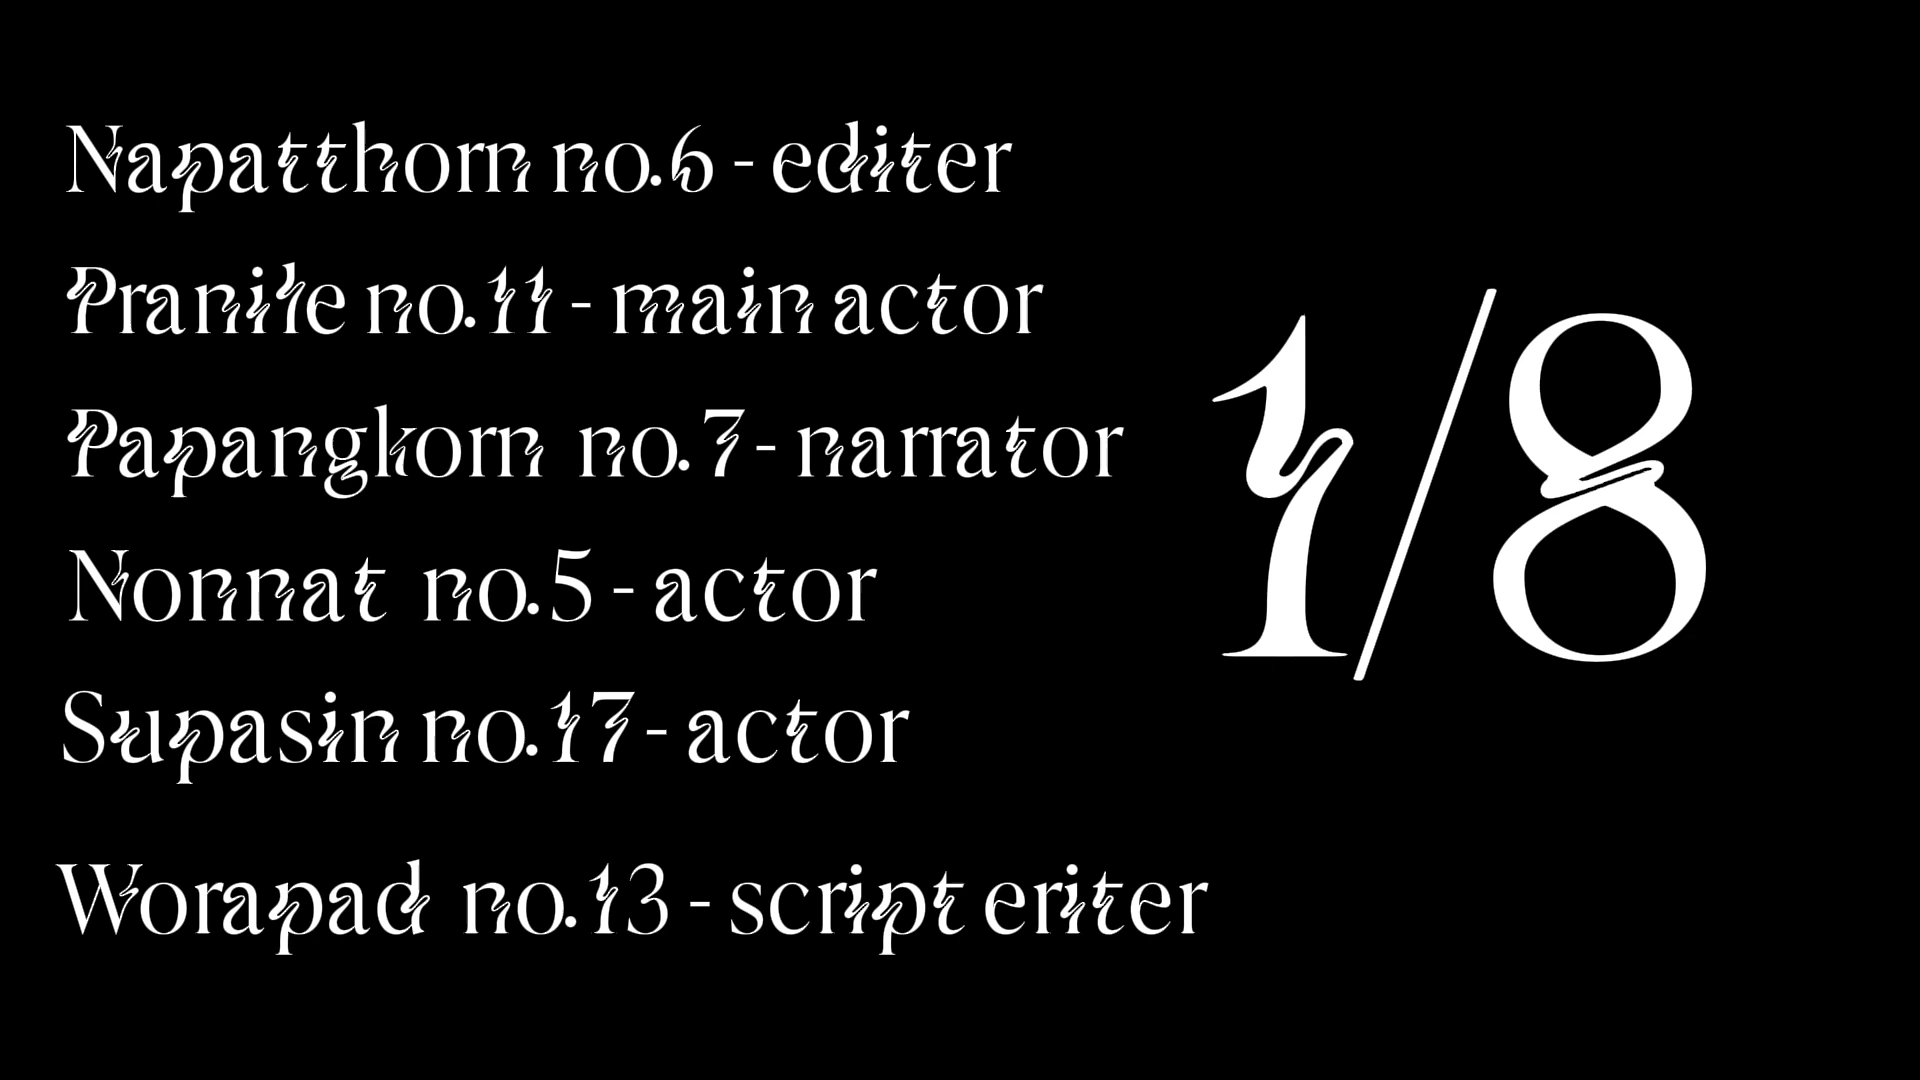 Napatthorn no.6 - editer
Pranile no.11 - main actor
Papangkorn no.7 - narrator
Nonnat no.5 - actor
Supasin no.17 - actor
Worapad no.13 - script eriter
1/8